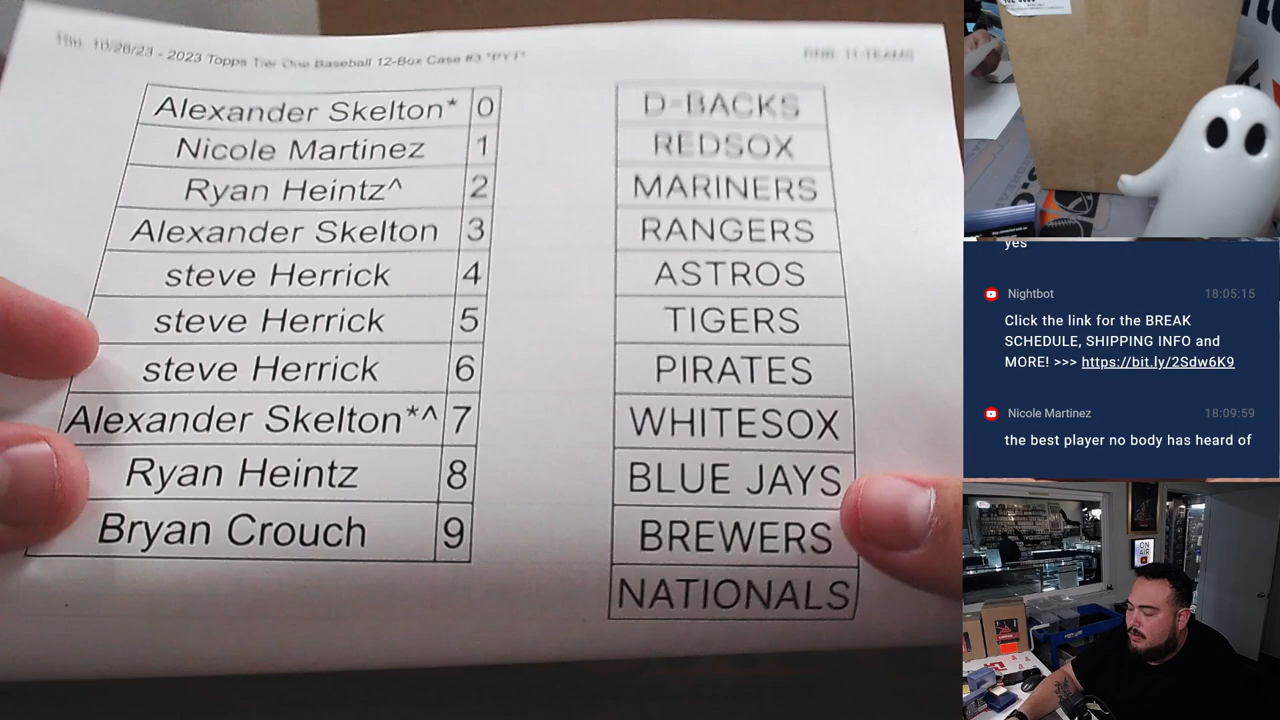 Thu. 10/26/23 - 2023 Topps Tier One Baseball 12-Box Case #3 *PYT*
RNB: 11-TEAMS
Alexander Skelton* 0
Nicole Martinez 1
Ryan Heintz^ 2
Alexander Skelton 3
steve Herrick 4
steve Herrick 5
steve Herrick 6
Alexander Skelton*^ 7
Ryan Heintz 8
Bryan Crouch 9
D-BACKS
REDSOX
MARINERS
RANGERS
ASTROS
TIGERS
PIRATES
WHITESOX
BLUE JAYS
BREWERS
NATIONALS
yes
Nightbot 18:05:15
Click the link for the BREAK
SCHEDULE, SHIPPING INFO and
MORE! >>> https://bit.ly/2Sdw6K9
Nicole Martinez 18:09:59
the best player no body has heard of
ON
AIR